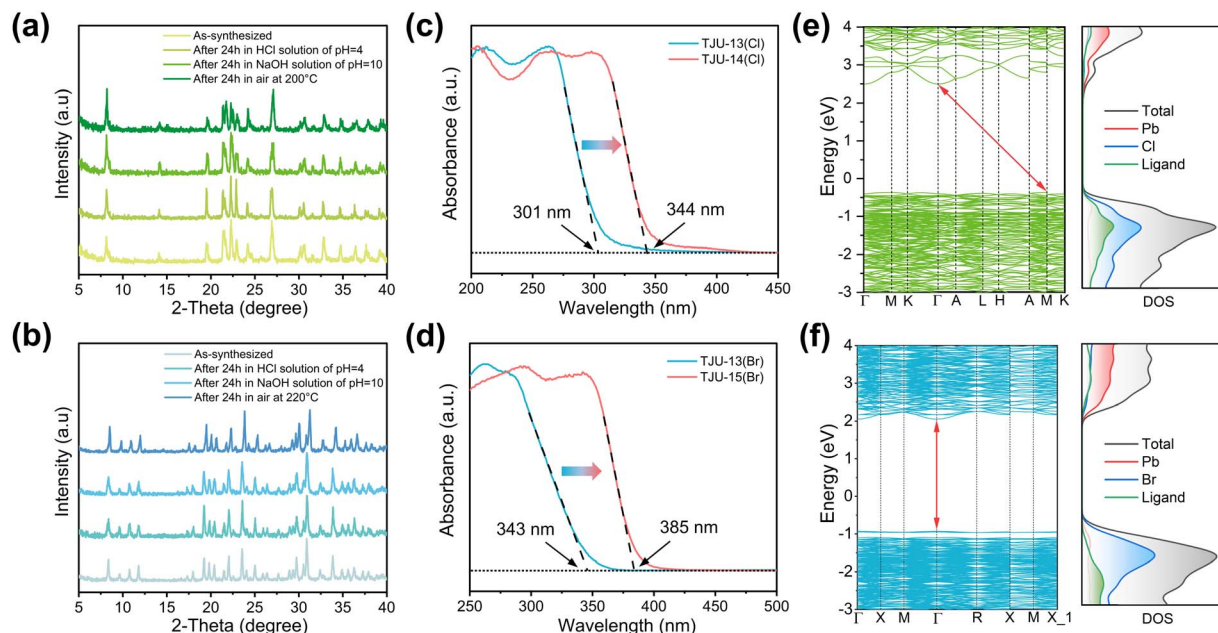 (a)
As-synthesized
After 24h in HCl solution of pH=4
After 24h in NaOH solution of pH=10
After 24h in air at 200°C
Intensity (a.u)
5 10 15 20 25 30 35 40
2-Theta (degree)
(b)
As-synthesized
After 24h in HCl solution of pH=4
After 24h in NaOH solution of pH=10
After 24h in air at 220°C
Intensity (a.u)
5 10 15 20 25 30 35 40
2-Theta (degree)
(c)
TJU-13(Cl)
TJU-14(Cl)
301 nm
344 nm
Absorbance (a.u.)
200 250 300 350 400 450
Wavelength (nm)
(d)
TJU-13(Br)
TJU-15(Br)
343 nm
385 nm
Absorbance (a.u.)
250 300 350 400 450 500
Wavelength (nm)
(e)
Energy (eV)
4
3
2
1
0
-1
-2
-3
Γ M K Γ A L H A M K
Total
Pb
Cl
Ligand
DOS
(f)
Energy (eV)
4
3
2
1
0
-1
-2
-3
Γ X M Γ R X M X_1
Total
Pb
Br
Ligand
DOS